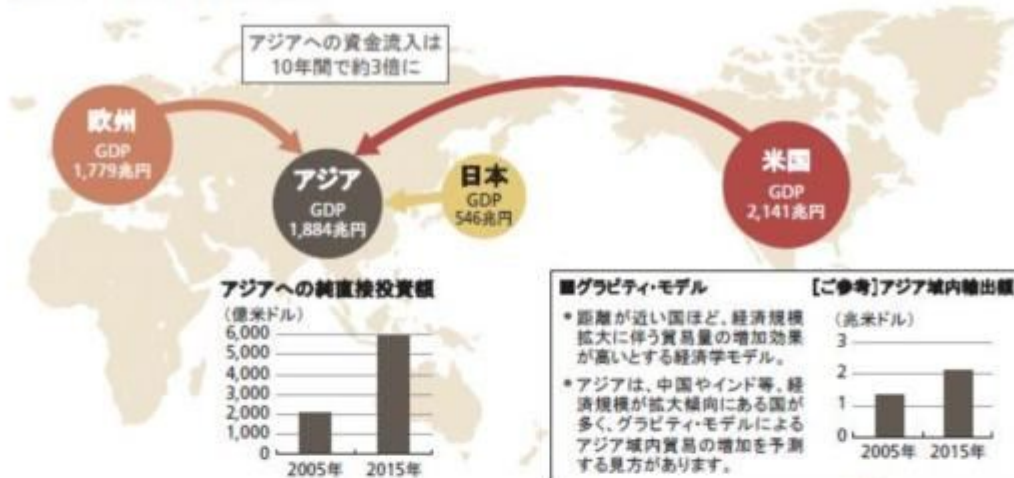 アジアへの資金流入は
10年間で約3倍に
欧州
GDP
1,779兆円
アジア
GDP
1,884兆円
日本
GDP
546兆円
米国
GDP
2,141兆円
アジアへの純直接投資額
(億米ドル)
6,000
5,000
4,000
3,000
2,000
1,000
0
2005年 2015年
■グラビティ・モデル
• 距離が近い国ほど、経済規模
拡大に伴う貿易量の増加効果
が高いとする経済学モデル。
• アジアは、中国やインド等、経
済規模が拡大傾向にある国が
多く、グラビティ・モデルによる
アジア域内貿易の増加を予測
する見方があります。
[ご参考]アジア域内輸出額
(兆米ドル)
3
2
1
0
2005年 2015年